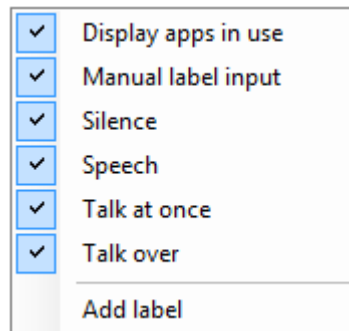 Display apps in use
Manual label input
Silence
Speech
Talk at once
Talk over
Add label